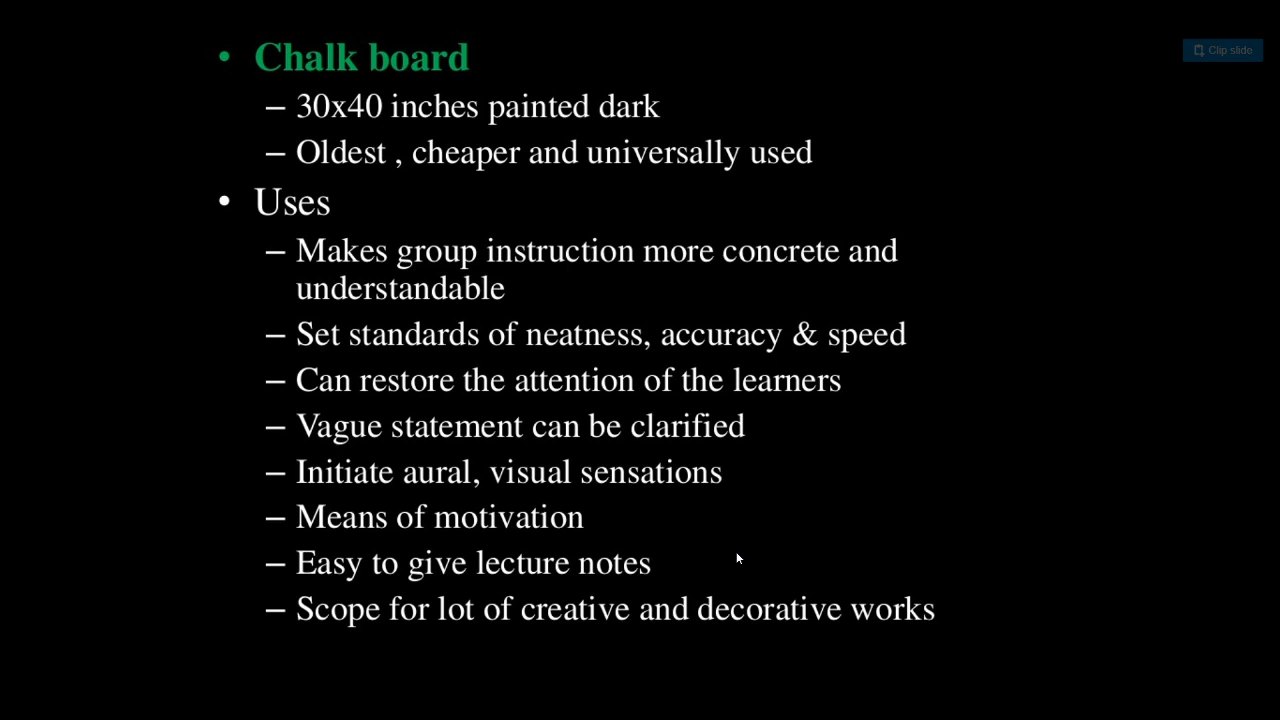 • Chalk board
Clip slide
– 30x40 inches painted dark
– Oldest , cheaper and universally used
• Uses
– Makes group instruction more concrete and
understandable
– Set standards of neatness, accuracy & speed
– Can restore the attention of the learners
– Vague statement can be clarified
– Initiate aural, visual sensations
– Means of motivation
– Easy to give lecture notes
– Scope for lot of creative and decorative works